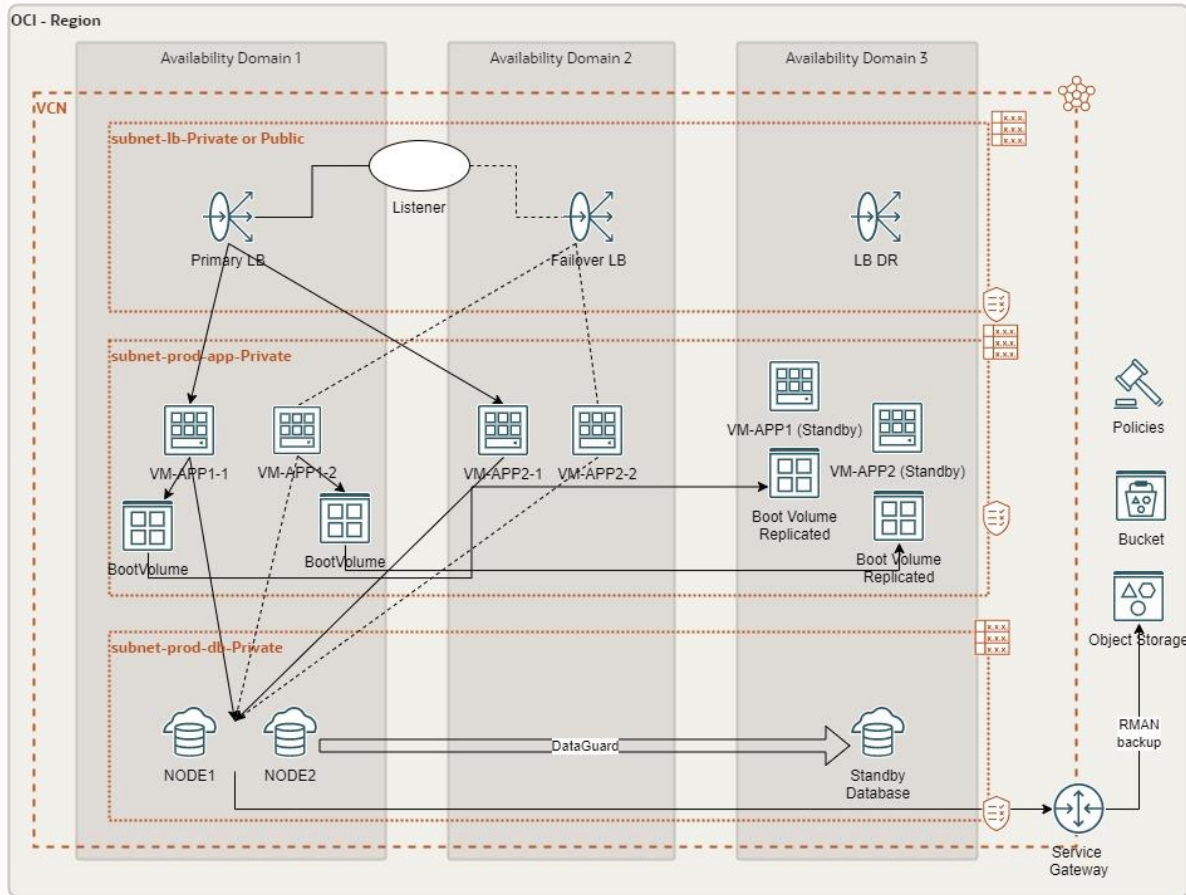 OCI - Region
Availability Domain 1
Availability Domain 2
Availability Domain 3
VCN
subnet-lb-Private or Public
Listener
Primary LB
Failover LB
LB DR
subnet-prod-app-Private
VM-APP1 (Standby)
VM-APP2 (Standby)
VM-APP1-1
VM-APP1-2
VM-APP2-1
VM-APP2-2
Boot Volume
Replicated
Boot Volume
Replicated
BootVolume
BootVolume
Policies
Bucket
Object Storage
subnet-prod-db-Private
NODE1
NODE2
DataGuard
Standby
Database
RMAN
backup
Service
Gateway